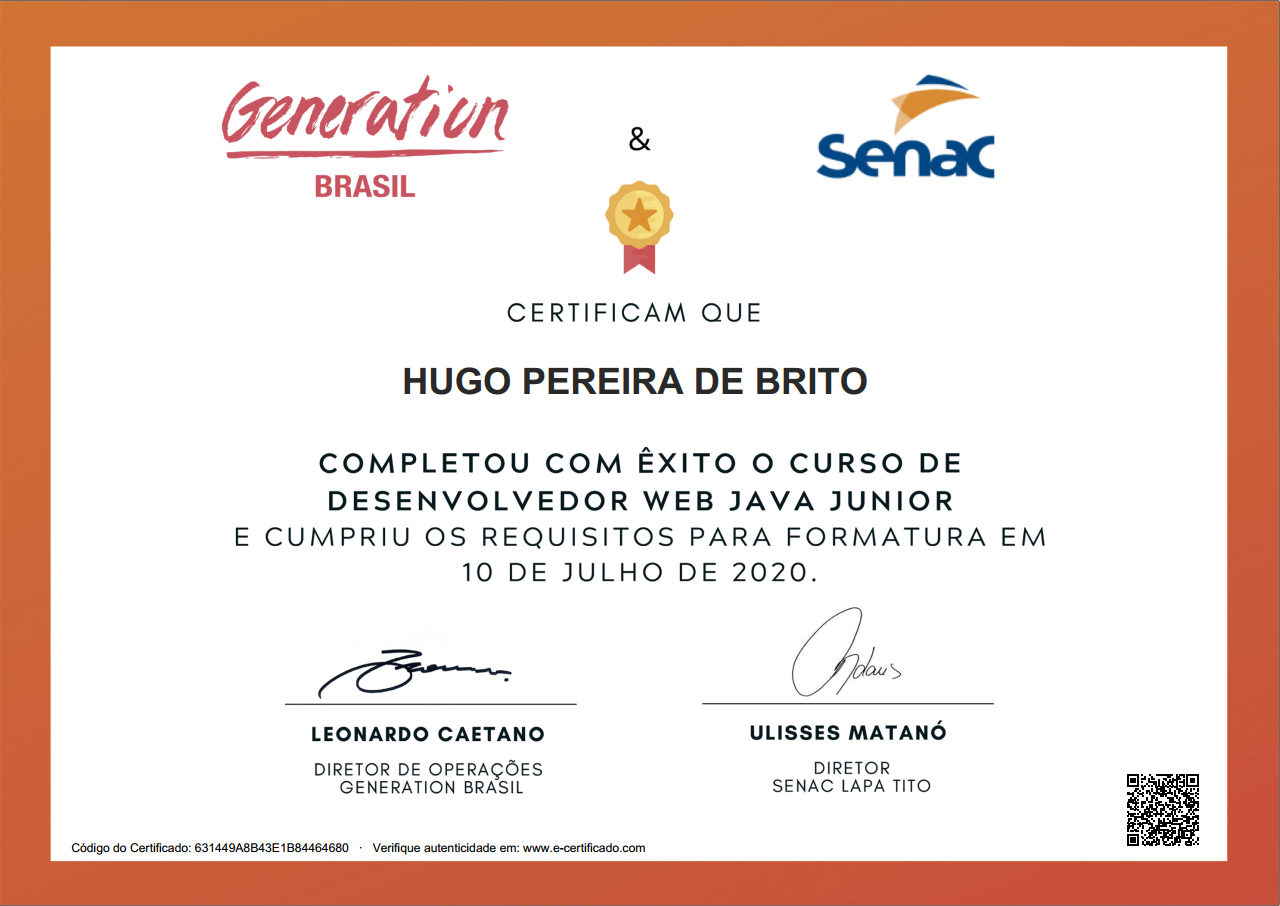 Generation
BRASIL
&
Senac
CERTIFICAM QUE
HUGO PEREIRA DE BRITO
COMPLETOU COM ÊXITO O CURSO DE
DESENVOLVEDOR WEB JAVA JUNIOR
E CUMPRIU OS REQUISITOS PARA FORMATURA EM
10 DE JULHO DE 2020.
LEONARDO CAETANO
DIRETOR DE OPERAÇÕES
GENERATION BRASIL
ULISSES MATANÓ
DIRETOR
SENAC LAPA TITO
Código do Certificado: 631449A8B43E1B84464680 · Verifique autenticidade em: www.e-certificado.com